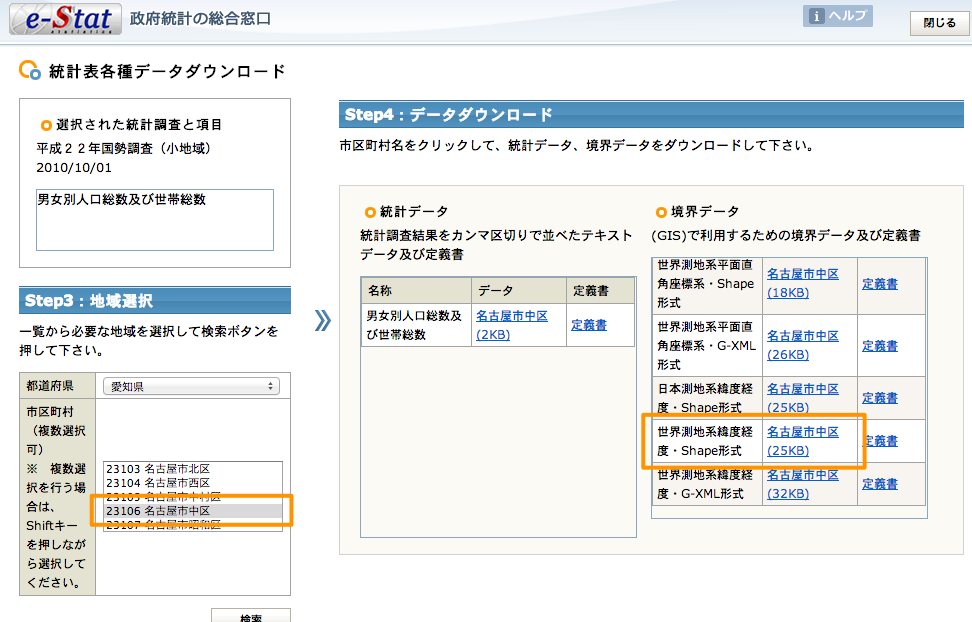 e-Stat
statistics
政府統計の総合窓口
i ヘルプ
閉じる
統計表各種データダウンロード
選択された統計調査と項目
平成２２年国勢調査（小地域）
2010/10/01
男女別人口総数及び世帯総数
Step3：地域選択
一覧から必要な地域を選択して検索ボタンを
押して下さい。
都道府県
愛知県
市区町村
（複数選択
可）
※　複数選
択を行う場
合は、
Shiftキー
を押しなが
ら選択して
ください。
23103 名古屋市北区
23104 名古屋市西区
23105 名古屋市中村区
23106 名古屋市中区
23107 名古屋市昭和区
検索
Step4：データダウンロード
市区町村名をクリックして、統計データ、境界データをダウンロードして下さい。
統計データ
統計調査結果をカンマ区切りで並べたテキスト
データ及び定義書
名称 データ 定義書
男女別人口総数及
び世帯総数
名古屋市中区
(2KB)
定義書
境界データ
(GIS)で利用するための境界データ及び定義書
世界測地系平面直
角座標系・Shape
形式
名古屋市中区
(18KB)
定義書
世界測地系平面直
角座標系・G-XML
形式
名古屋市中区
(26KB)
定義書
日本測地系緯度経
度・Shape形式
名古屋市中区
(25KB)
定義書
世界測地系緯度経
度・Shape形式
名古屋市中区
(25KB)
定義書
世界測地系緯度経
度・G-XML形式
名古屋市中区
(32KB)
定義書